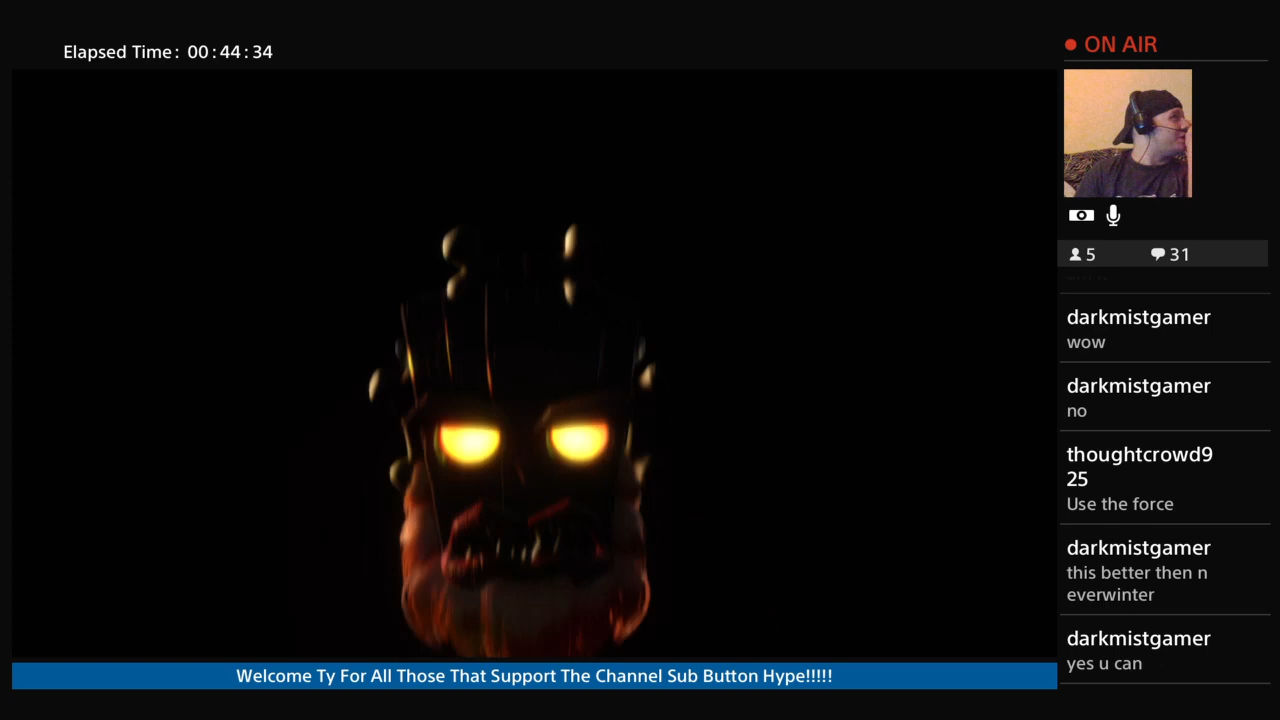 Elapsed Time: 00:44:34
ON AIR
5 31
darkmistgamer
wow
darkmistgamer
no
thoughtcrowd9
25
Use the force
darkmistgamer
this better then n
everwinter
darkmistgamer
yes u can
Welcome Ty For All Those That Support The Channel Sub Button Hype!!!!!